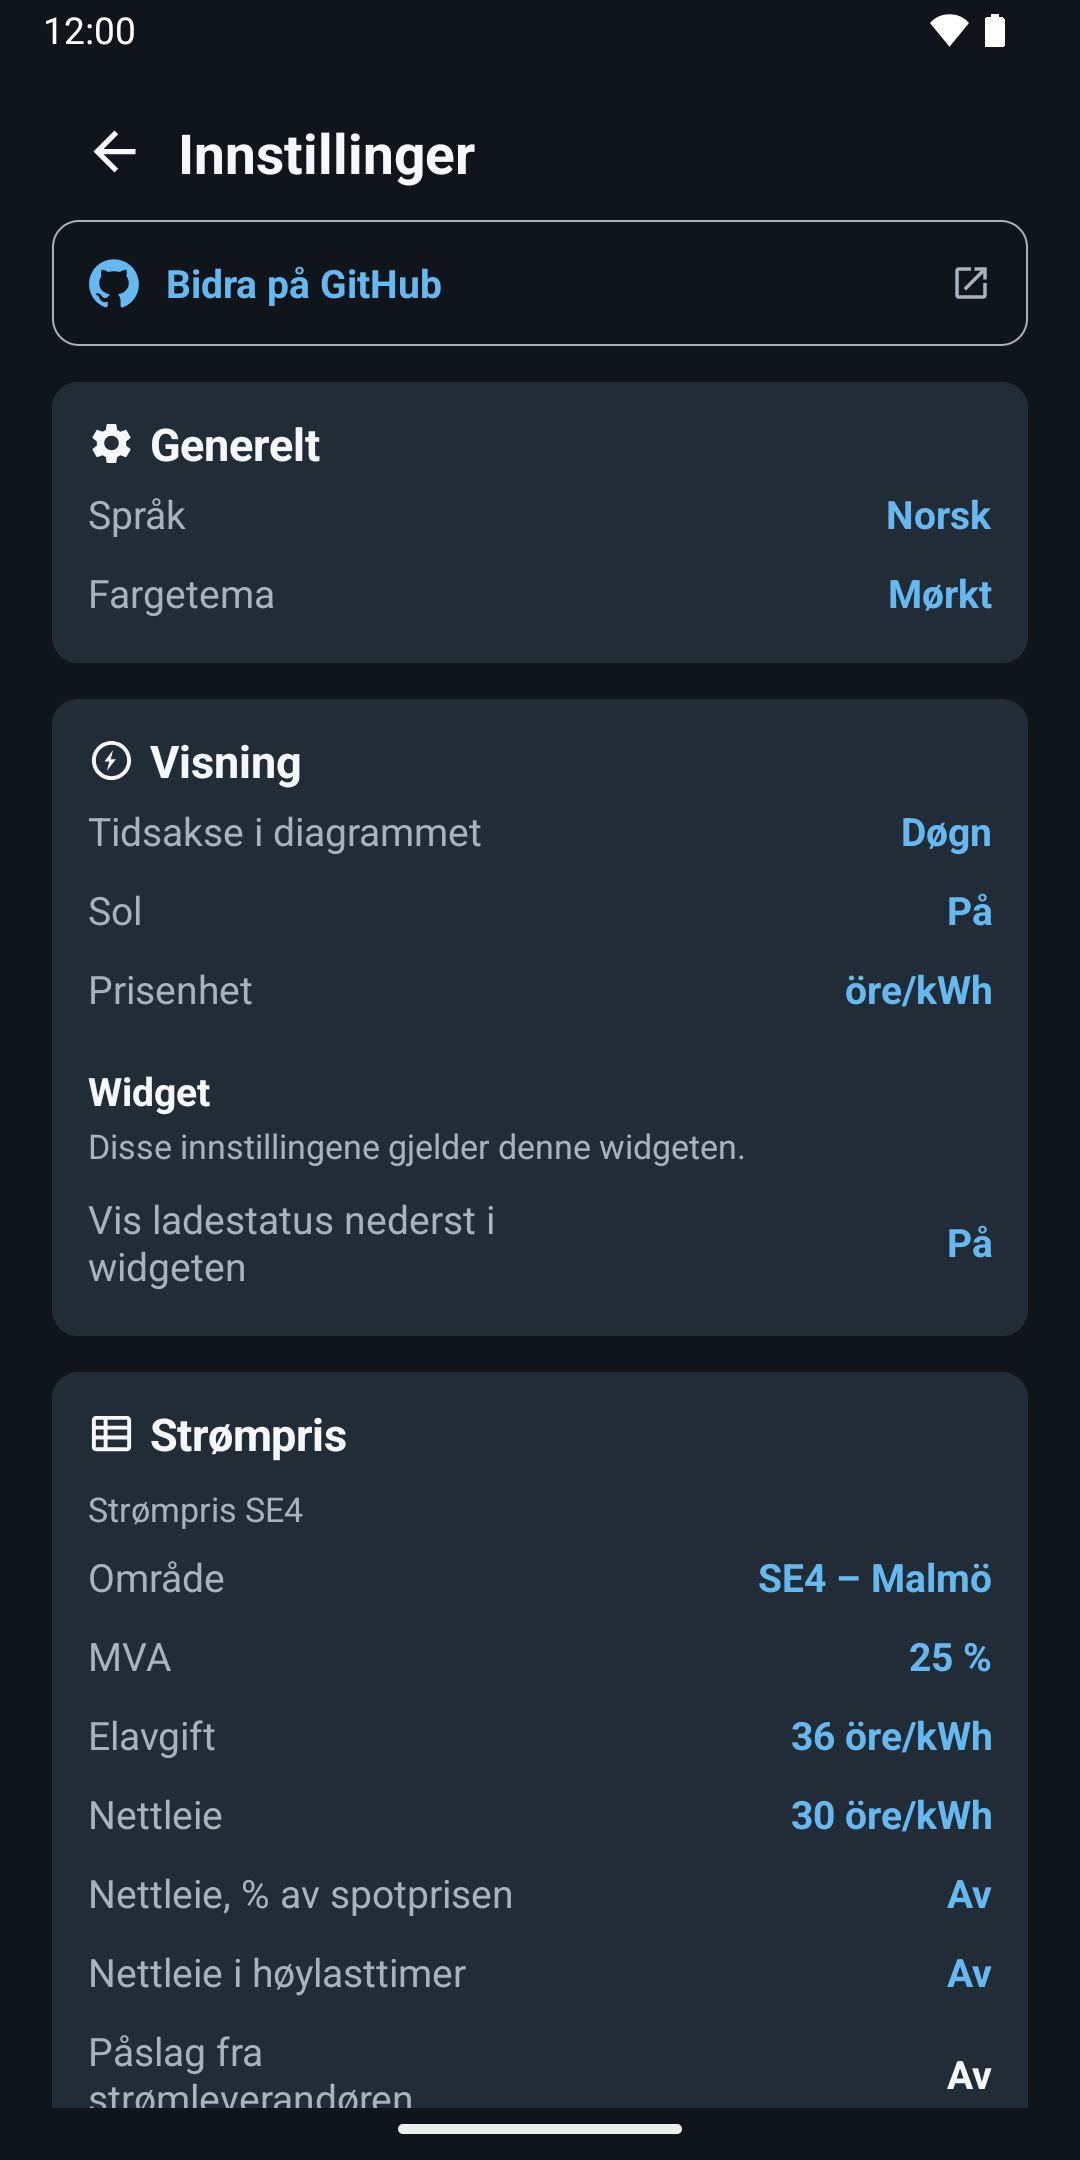 12:00
Innstillinger
Bidra på GitHub
Generelt
Språk Norsk
Fargetema Mørkt
Visning
Tidsakse i diagrammet Døgn
Sol På
Prisenhet öre/kWh
Widget
Disse innstillingene gjelder denne widgeten.
Vis ladestatus nederst i
widgeten På
Strømpris
Strømpris SE4
Område SE4 – Malmö
MVA 25 %
Elavgift 36 öre/kWh
Nettleie 30 öre/kWh
Nettleie, % av spotprisen Av
Nettleie i høylasttimer Av
Påslag fra
strømleverandøren Av